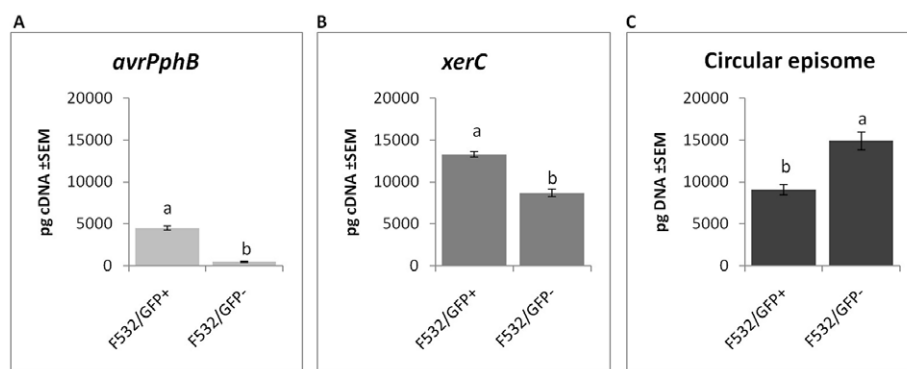 A
avrPphB
pg cDNA ±SEM
20000
15000
10000
5000
0
a
b
F532/GFP+
F532/GFP-
B
xerC
pg cDNA ±SEM
20000
15000
10000
5000
0
a
b
F532/GFP+
F532/GFP-
C
Circular episome
pg DNA ±SEM
20000
15000
10000
5000
0
b
a
F532/GFP+
F532/GFP-